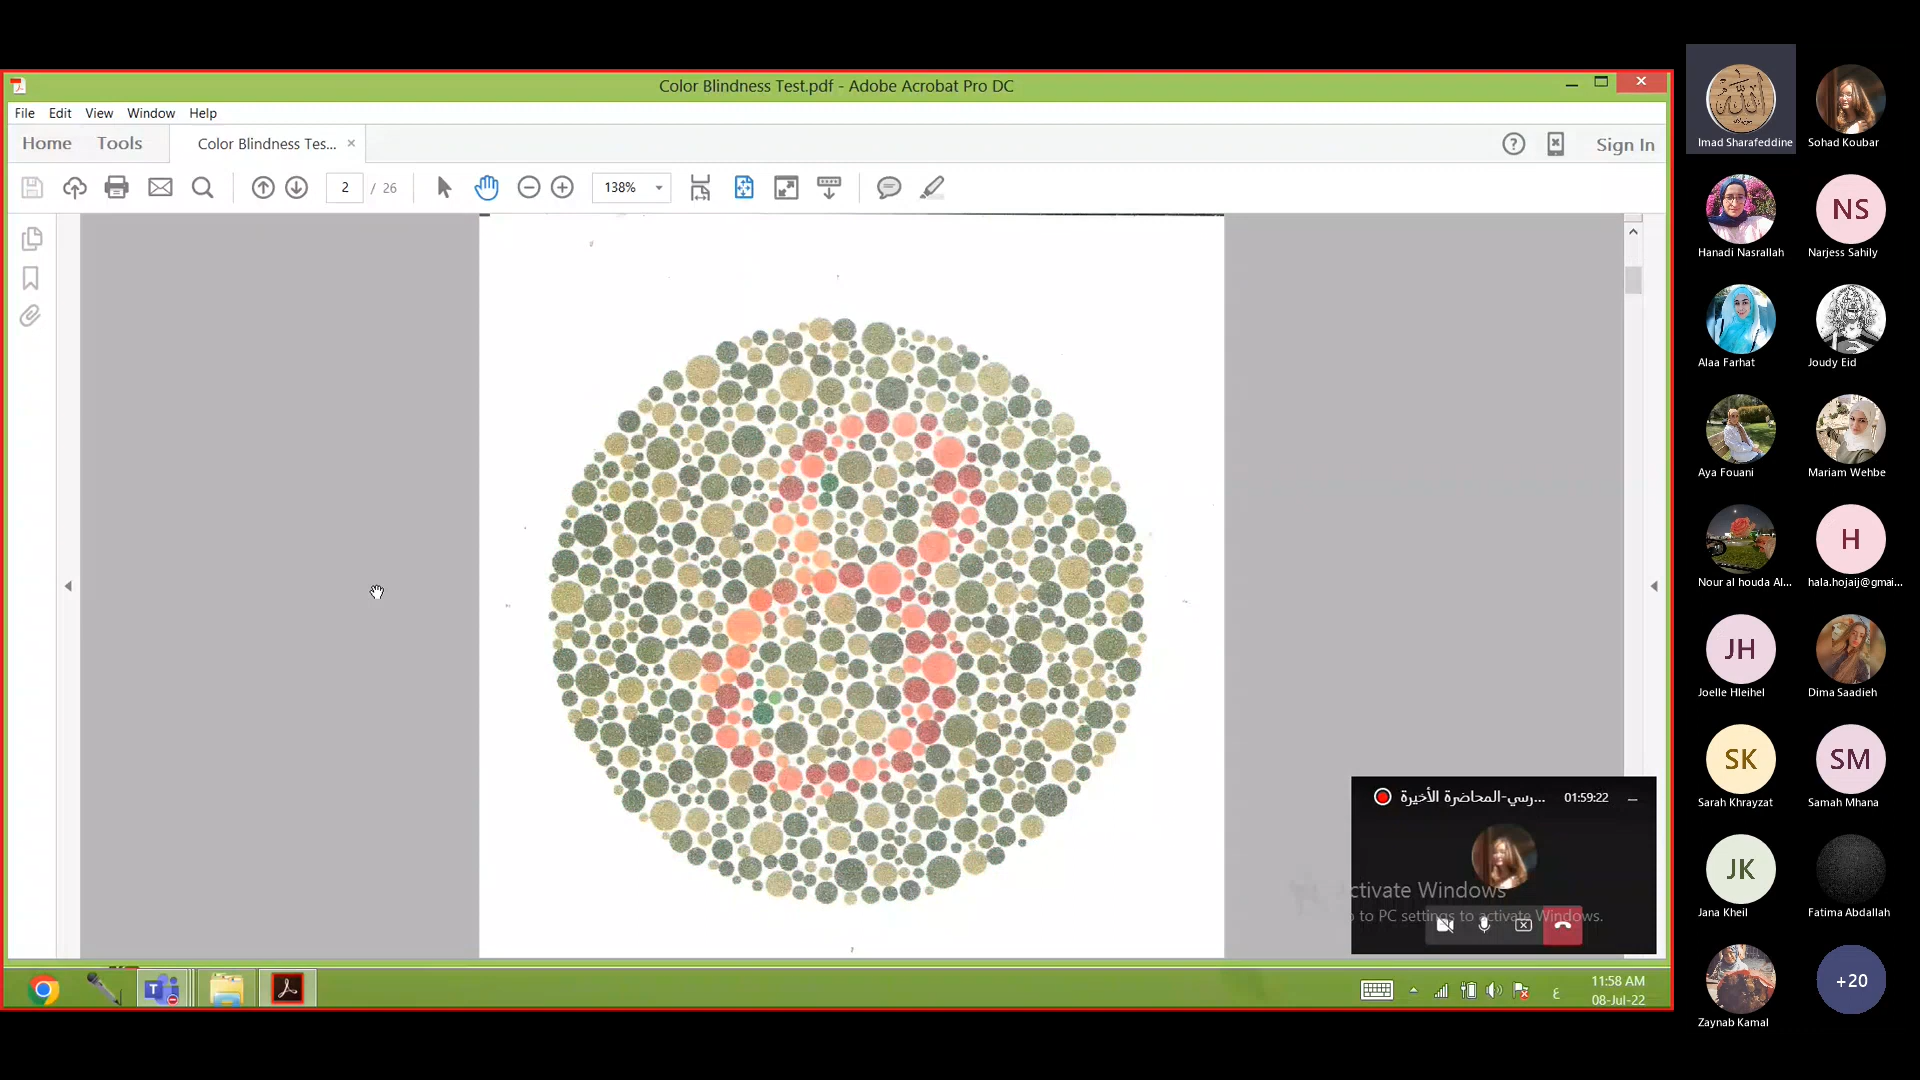 Color Blindness Test.pdf - Adobe Acrobat Pro DC
File Edit View Window Help
Home Tools Color Blindness Tes... Sign In
2 / 26 138%
8
رسي-المحاضرة الأخيرة... 01:59:22
Activate Windows
Go to PC settings to activate Windows.
ع
11:58 AM
08-Jul-22
Imad Sharafeddine
Sohad Koubar
Hanadi Nasrallah
NS
Narjess Sahily
Alaa Farhat
Joudy Eid
Aya Fouani
Mariam Wehbe
Nour al houda Al...
H
hala.hojaij@gmai...
JH
Joelle Hleihel
Dima Saadieh
SK
Sarah Khrayzat
SM
Samah Mhana
JK
Jana Kheil
Fatima Abdallah
Zaynab Kamal
+20